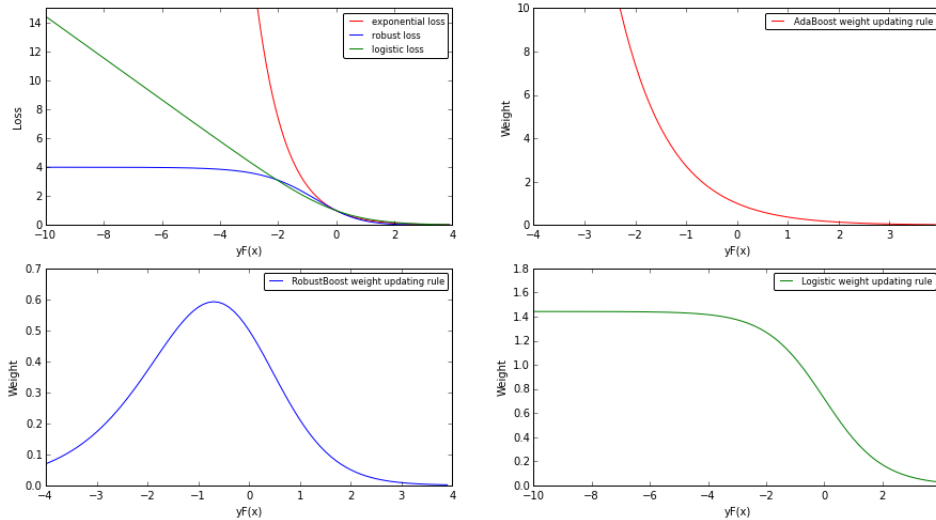 exponential loss
robust loss
logistic loss
Loss
14
12
10
8
6
4
2
0
−10 −8 −6 −4 −2 0 2 4
yF(x)
AdaBoost weight updating rule
Weight
10
8
6
4
2
0
−4 −3 −2 −1 0 1 2 3
yF(x)
RobustBoost weight updating rule
Weight
0.7
0.6
0.5
0.4
0.3
0.2
0.1
0.0
−4 −3 −2 −1 0 1 2 3 4
yF(x)
Logistic weight updating rule
Weight
1.8
1.6
1.4
1.2
1.0
0.8
0.6
0.4
0.2
0.0
−10 −8 −6 −4 −2 0 2
yF(x)